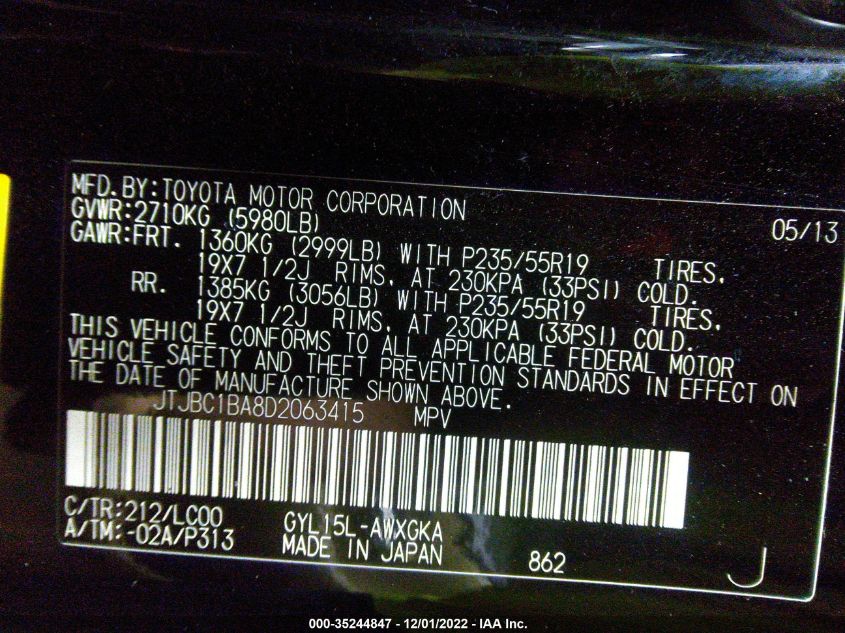 MFD.BY:TOYOTA MOTOR CORPORATION 05/13
GVWR:2710KG (5980LB)
GAWR:FRT. 1360KG (2999LB) WITH P235/55R19 TIRES,
19X7 1/2J RIMS, AT 230KPA (33PSI) COLD.
RR. 1385KG (3056LB) WITH P235/55R19 TIRES,
19X7 1/2J RIMS, AT 230KPA (33PSI) COLD.
THIS VEHICLE CONFORMS TO ALL APPLICABLE FEDERAL MOTOR
VEHICLE SAFETY AND THEFT PREVENTION STANDARDS IN EFFECT ON
THE DATE OF MANUFACTURE SHOWN ABOVE.
JTJBC1BA8D2063415 MPV
C/TR:212/LC00 GYL15L-AWXGKA
A/TM:-02A/P313 MADE IN JAPAN 862 J
000-35244847 - 12/01/2022 - IAA Inc.